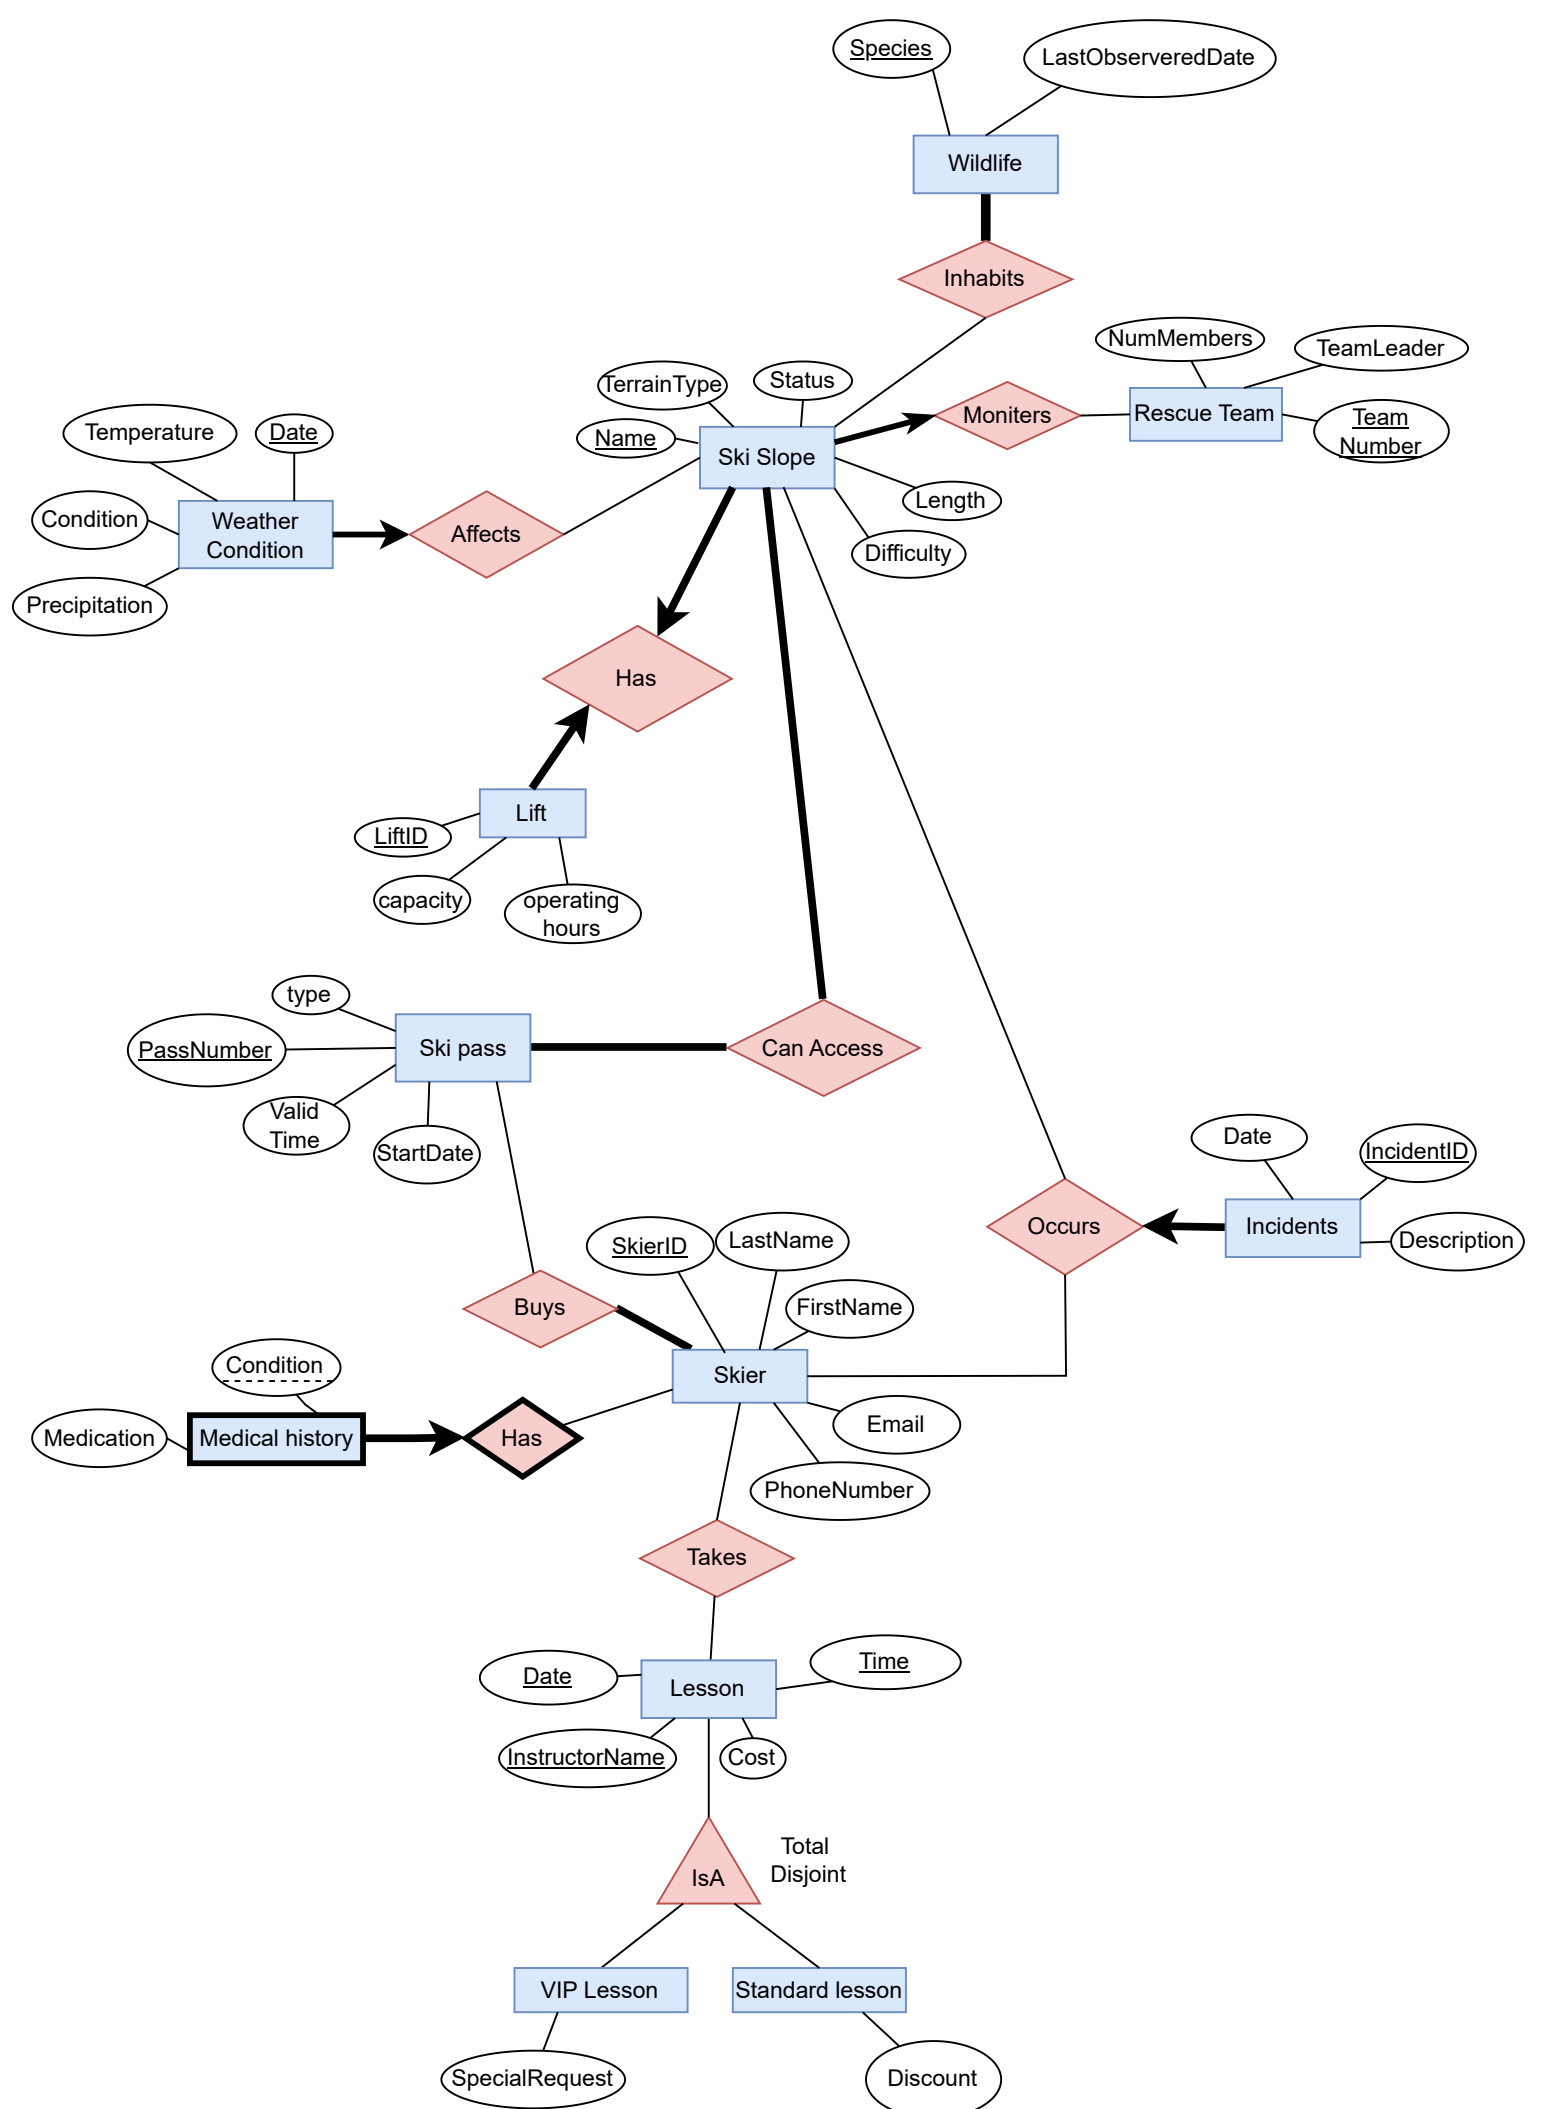 Species
LastObserveredDate
Wildlife
Inhabits
NumMembers
TeamLeader
TerrainType
Status
Moniters
Rescue Team
Team
Number
Name
Ski Slope
Temperature
Date
Length
Difficulty
Condition
Weather
Condition
Affects
Precipitation
Has
Lift
LiftID
capacity
operating
hours
type
PassNumber
Ski pass
Can Access
Valid
Time
StartDate
Date
IncidentID
Occurs
Incidents
Description
SkierID
LastName
FirstName
Buys
Skier
Condition
Email
Medication
Medical history
Has
PhoneNumber
Takes
Date
Time
Lesson
InstructorName
Cost
Total
Disjoint
IsA
VIP Lesson
Standard lesson
SpecialRequest
Discount